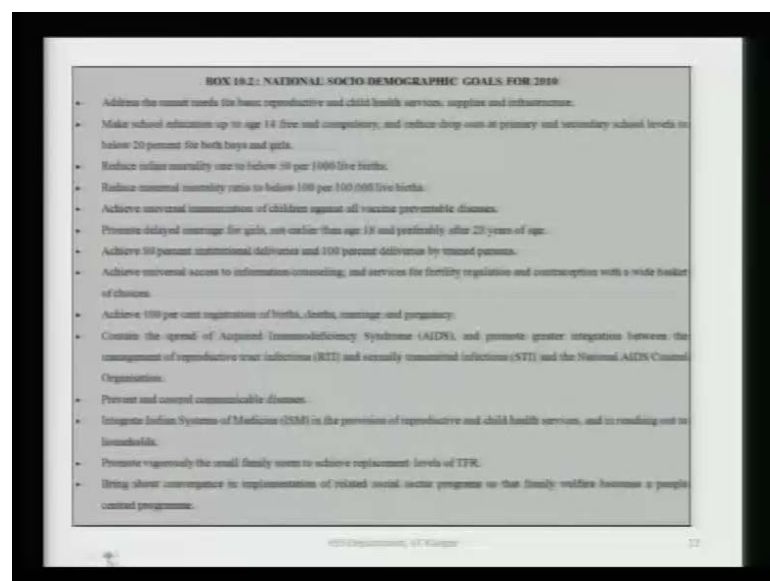 BOX 10.2: NATIONAL SOCIO-DEMOGRAPHIC GOALS FOR 2010
• Address the unmet needs for basic reproductive and child health services, supplies and infrastructure.
• Make school education up to age 14 free and compulsory, and reduce drop outs at primary and secondary school levels to
below 20 percent for both boys and girls.
• Reduce infant mortality rate to below 30 per 1000 live births.
• Reduce maternal mortality ratio to below 100 per 100,000 live births.
• Achieve universal immunization of children against all vaccine preventable diseases.
• Promote delayed marriage for girls, not earlier than age 18 and preferably after 20 years of age.
• Achieve 80 percent institutional deliveries and 100 percent deliveries by trained persons.
• Achieve universal access to information/counseling, and services for fertility regulation and contraception with a wide basket
of choices.
• Achieve 100 per cent registration of births, deaths, marriage and pregnancy.
• Contain the spread of Acquired Immunodeficiency Syndrome (AIDS), and promote greater integration between the
management of reproductive tract infections (RTI) and sexually transmitted infections (STI) and the National AIDS Control
Organisation.
• Prevent and control communicable diseases.
• Integrate Indian Systems of Medicine (ISM) in the provision of reproductive and child health services, and in reaching out to
households.
• Promote vigorously the small family norm to achieve replacement levels of TFR.
• Bring about convergence in implementation of related social sector programs so that family welfare becomes a people
centred programme.
Department, IIT Kanpur